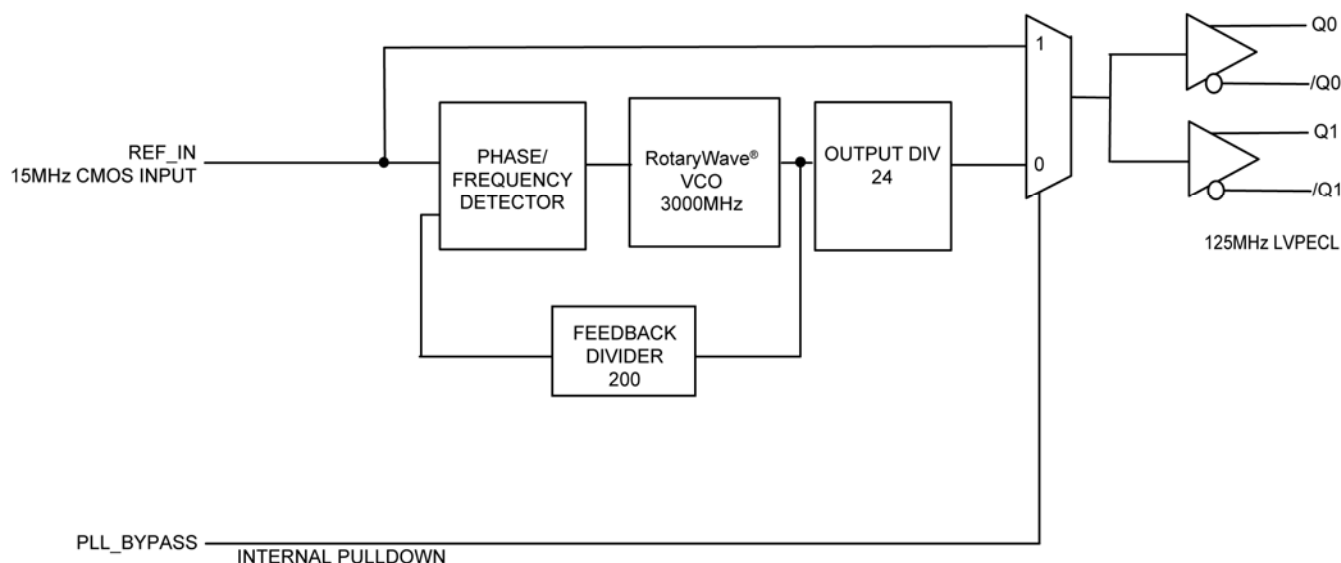 REF_IN
15MHz CMOS INPUT
PHASE/
FREQUENCY
DETECTOR
RotaryWave®
VCO
3000MHz
OUTPUT DIV
24
FEEDBACK
DIVIDER
200
1
0
Q0
/Q0
Q1
/Q1
125MHz LVPECL
PLL_BYPASS
INTERNAL PULLDOWN